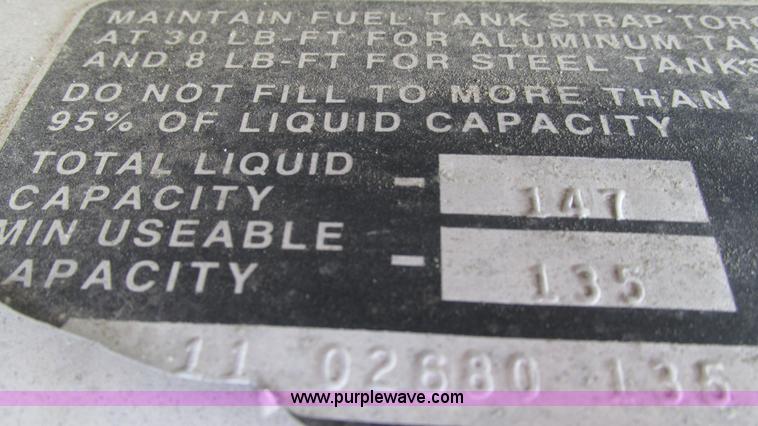 MAINTAIN FUEL TANK STRAP TORQ
AT 30 LB-FT FOR ALUMINUM TAN
AND 8 LB-FT FOR STEEL TANKS
DO NOT FILL TO MORE THAN
95% OF LIQUID CAPACITY
TOTAL LIQUID
CAPACITY - 147
MIN USEABLE
CAPACITY - 135
11 02680 135
www.purplewave.com